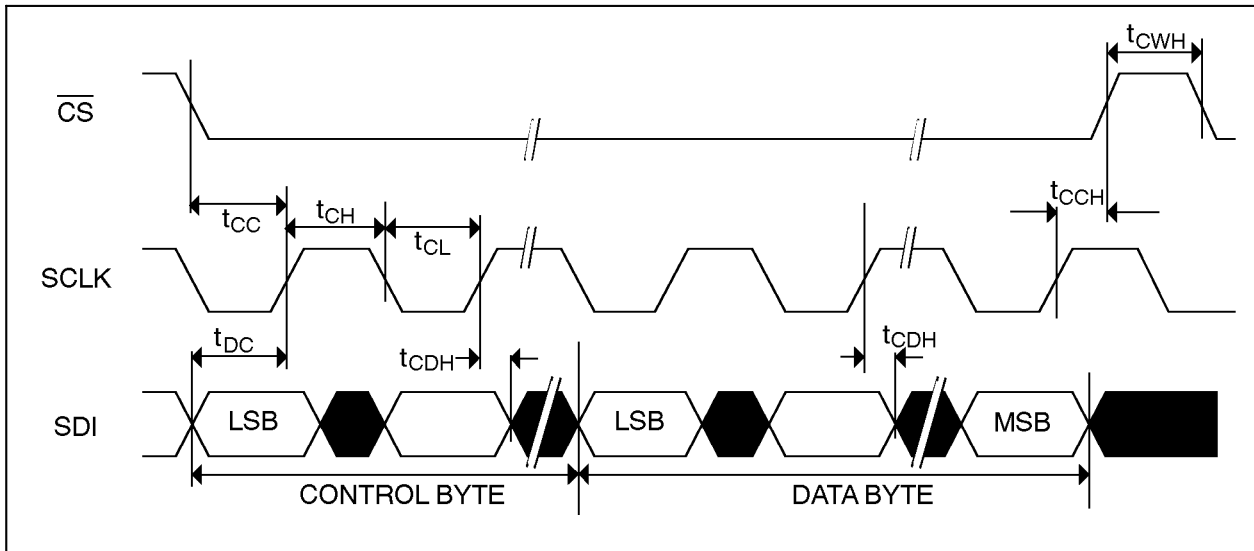 tCWH
CS
tCCH
tCC
tCH
tCL
SCLK
tDC
tCDH
tCDH
SDI
LSB
LSB
MSB
CONTROL BYTE
DATA BYTE